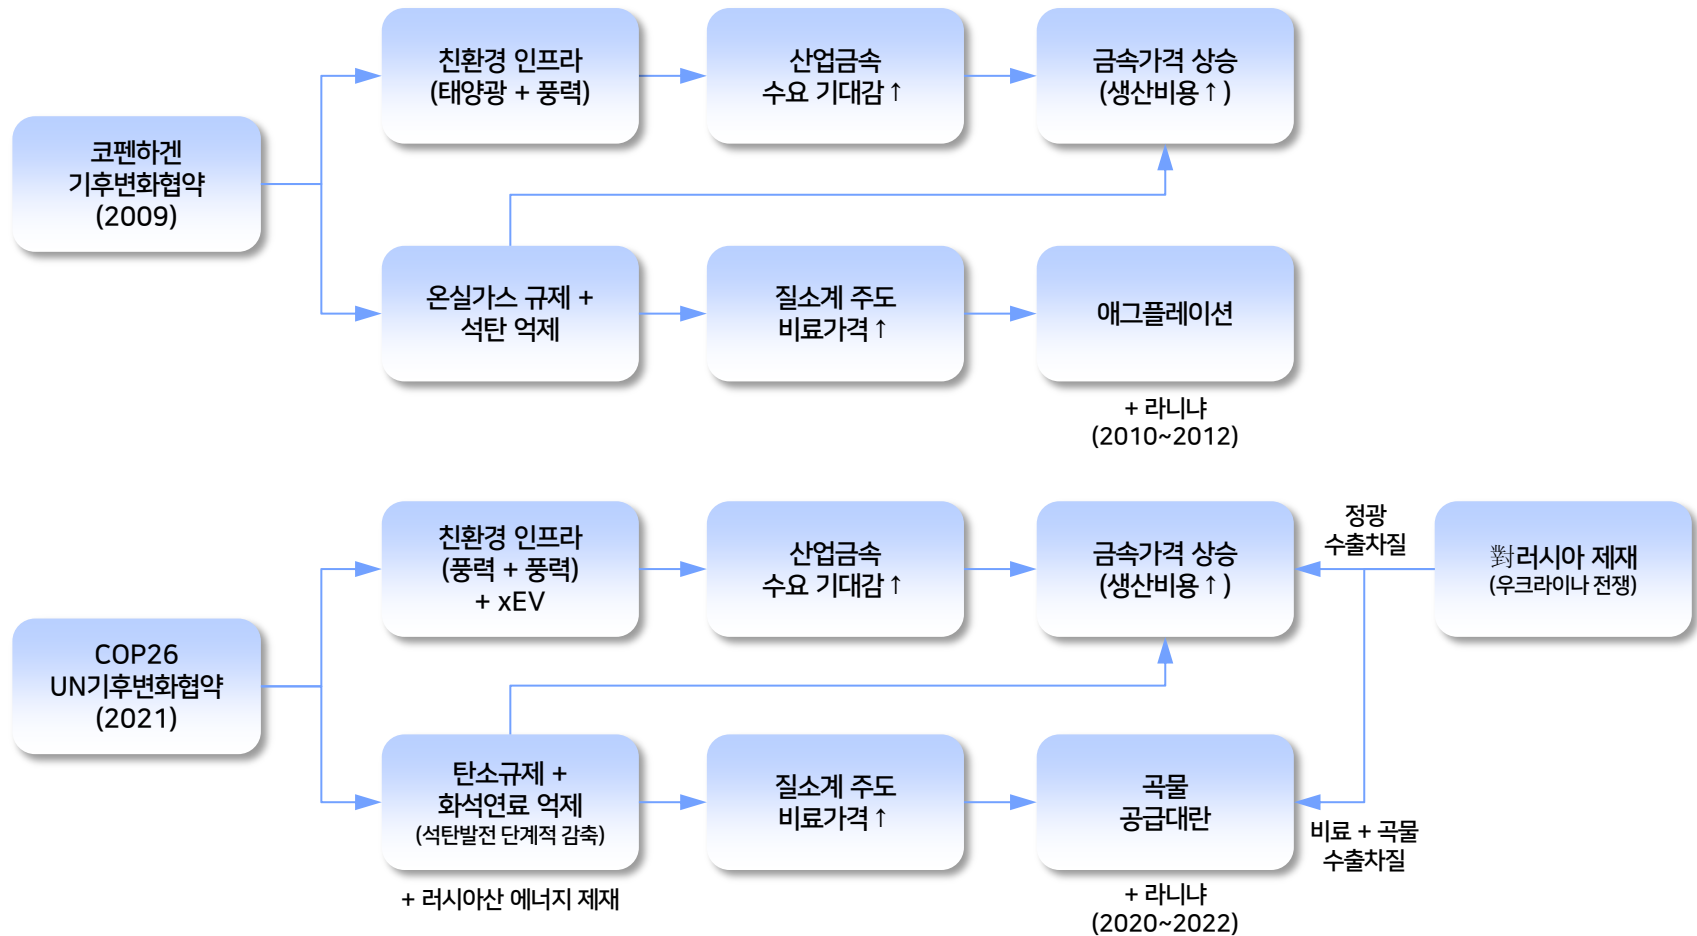 친환경 인프라
(태양광 + 풍력)
산업금속
수요 기대감 ↑
금속가격 상승
(생산비용 ↑ )
코펜하겐
기후변화협약
(2009)
온실가스 규제 +
석탄 억제
질소계 주도
비료가격 ↑
애그플레이션
+ 라니냐
(2010~2012)
친환경 인프라
(풍력 + 풍력)
+ xEV
산업금속
수요 기대감 ↑
금속가격 상승
(생산비용 ↑ )
정광
수출차질
對러시아 제재
(우크라이나 전쟁)
COP26
UN기후변화협약
(2021)
탄소규제 +
화석연료 억제
(석탄발전 단계적 감축)
+ 러시아산 에너지 제재
질소계 주도
비료가격 ↑
곡물
공급대란
+ 라니냐
(2020~2022)
비료 + 곡물
수출차질